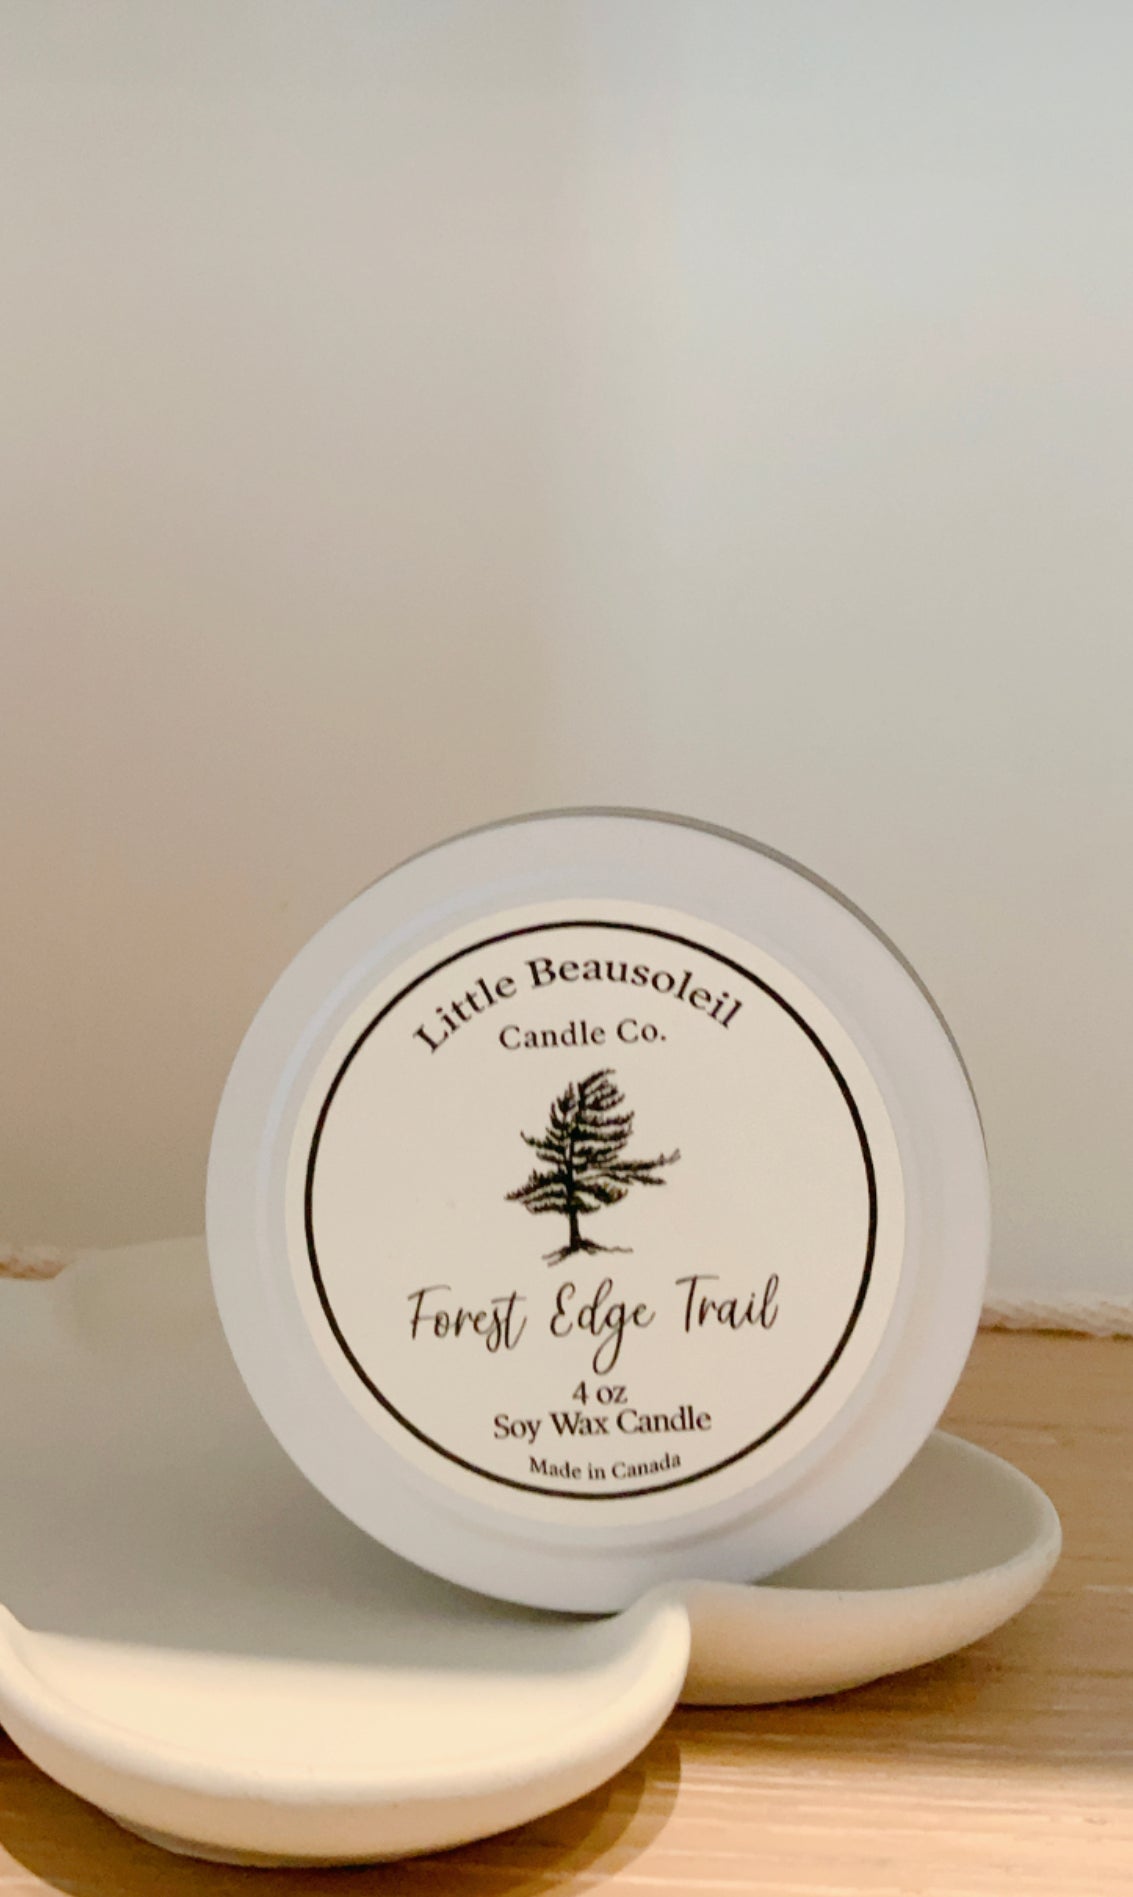 Little Beausoleil
Candle Co.
Forest Edge Trail
4 oz
Soy Wax Candle
Made in Canada